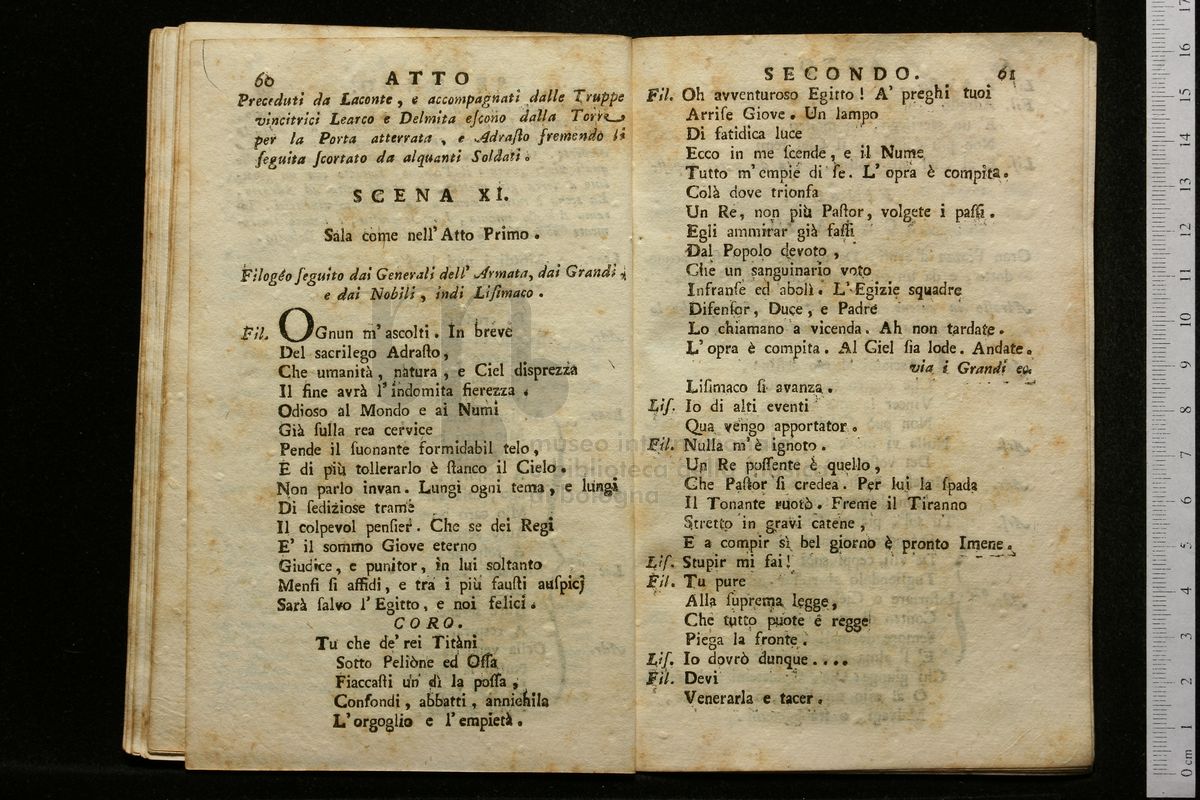 60 ATTO
Preceduti da Laconte, e accompagnati dalle Truppe
vincitrici Learco e Delmita eſcono dalla Torre
per la Porta atterrata, e Adraſto fremendo li
ſeguita ſcortato da alquanti Soldati.
SCENA XI.
Sala come nell' Atto Primo.
Filogéo ſeguito dai Generali dell' Armata, dai Grandi,
e dai Nobili, indi Liſimaco.
Fil. OGnun m' ascolti. In breve
Del sacrilego Adraſto,
Che umanità, natura, e Ciel disprezza
Il fine avrà l' indomita fierezza.
Odioso al Mondo e ai Numi
Già ſulla rea cervice
Pende il ſuonante formidabil telo,
E di più tollerarlo è ſtanco il Cielo.
Non parlo invan. Lungi ogni tema, e lungi
Di ſediziose trame
Il colpevol penſier. Che se dei Regi
E' il sommo Giove eterno
Giudice, e punitor, in lui soltanto
Menfi ſi affidi, e tra i più fauſti auſpicj
Sarà ſalvo l' Egitto, e noi felici.
CORO.
Tu che de' rei Titàni
Sotto Peliòne ed Oſſa
Fiaccaſti un dì la poſſa,
Confondi, abbatti, annichila
L' orgoglio e l' empietà.
SECONDO. 61
Fil. Oh avventuroso Egitto! A' preghi tuoi
Arriſe Giove. Un lampo
Di fatidica luce
Ecco in me ſcende, e il Nume
Tutto m' empie di ſe. L' opra è compita.
Colà dove trionfa
Un Re, non più Paſtor, volgete i paſſi.
Egli ammirar già faſſi
Dal Popolo devoto,
Che un sanguinario voto
Infranſe ed abolì. L' Egizie squadre
Difenſor, Duce, e Padre
Lo chiamano a vicenda. Ah non tardate.
L' opra è compita. Al Ciel ſia lode. Andate.
via i Grandi ec.
Liſimaco ſi avanza.
Liſ. Io di alti eventi
Qua vengo apportator.
Fil. Nulla m' è ignoto.
Un Re poſſente è quello,
Che Paſtor ſi credea. Per lui la ſpada
Il Tonante ruotò. Freme il Tiranno
Stretto in gravi catene,
E a compir sì bel giorno è pronto Imene.
Liſ. Stupir mi fai!
Fil. Tu pure
Alla ſuprema legge,
Che tutto puote e regge
Piega la fronte.
Liſ. Io dovrò dunque....
Fil. Devi
Venerarla e tacer.